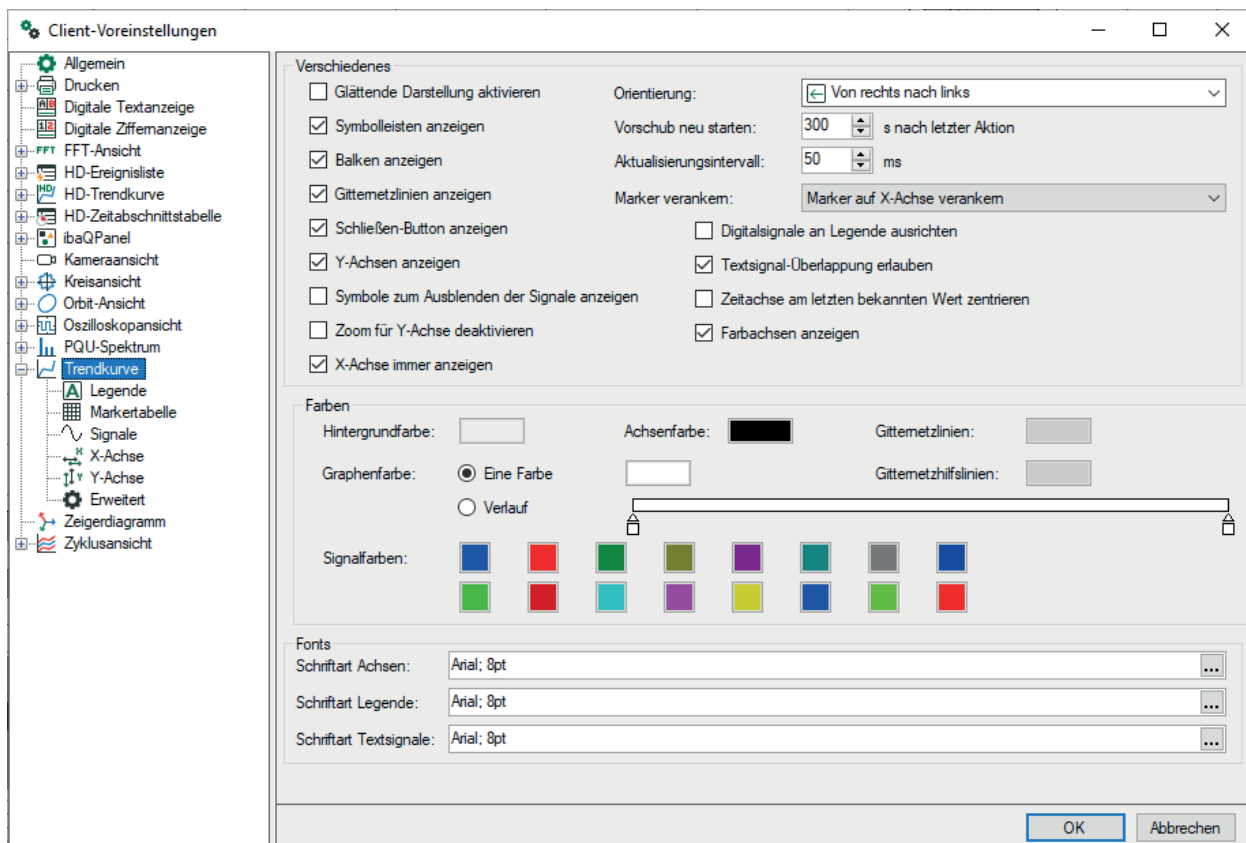 Client-Voreinstellungen
Allgemein
Drucken
Digitale Textanzeige
Digitale Ziffernanzeige
FFT-Ansicht
HD-Ereignisliste
HD-Trendkurve
HD-Zeitabschnittstabelle
ibaQPanel
Kameraansicht
Kreisansicht
Orbit-Ansicht
Oszilloskopansicht
PQU-Spektrum
Trendkurve
Legende
Markertabelle
Signale
X-Achse
Y-Achse
Erweitert
Zeigerdiagramm
Zyklusansicht
Verschiedenes
Glättende Darstellung aktivieren
Orientierung: Von rechts nach links
Symbolleisten anzeigen
Vorschub neu starten: 300 s nach letzter Aktion
Balken anzeigen
Aktualisierungsintervall: 50 ms
Gitternetzlinien anzeigen
Marker verankern: Marker auf X-Achse verankern
Schließen-Button anzeigen
Digitalsignale an Legende ausrichten
Y-Achsen anzeigen
Textsignal-Überlappung erlauben
Symbole zum Ausblenden der Signale anzeigen
Zeitachse am letzten bekannten Wert zentrieren
Zoom für Y-Achse deaktivieren
Farbachsen anzeigen
X-Achse immer anzeigen
Farben
Hintergrundfarbe: Achsenfarbe: Gitternetzlinien:
Graphenfarbe: Eine Farbe Gitternetzhilfslinien:
Verlauf
Signalfarben:
Fonts
Schriftart Achsen: Arial; 8pt ...
Schriftart Legende: Arial; 8pt ...
Schriftart Textsignale: Arial; 8pt ...
OK Abbrechen